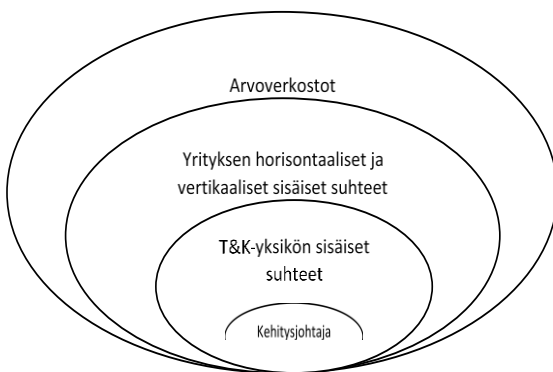 Arvoverkostot
Yrityksen horisontaaliset ja
vertikaaliset sisäiset suhteet
T&K-yksikön sisäiset
suhteet
Kehitysjohtaja